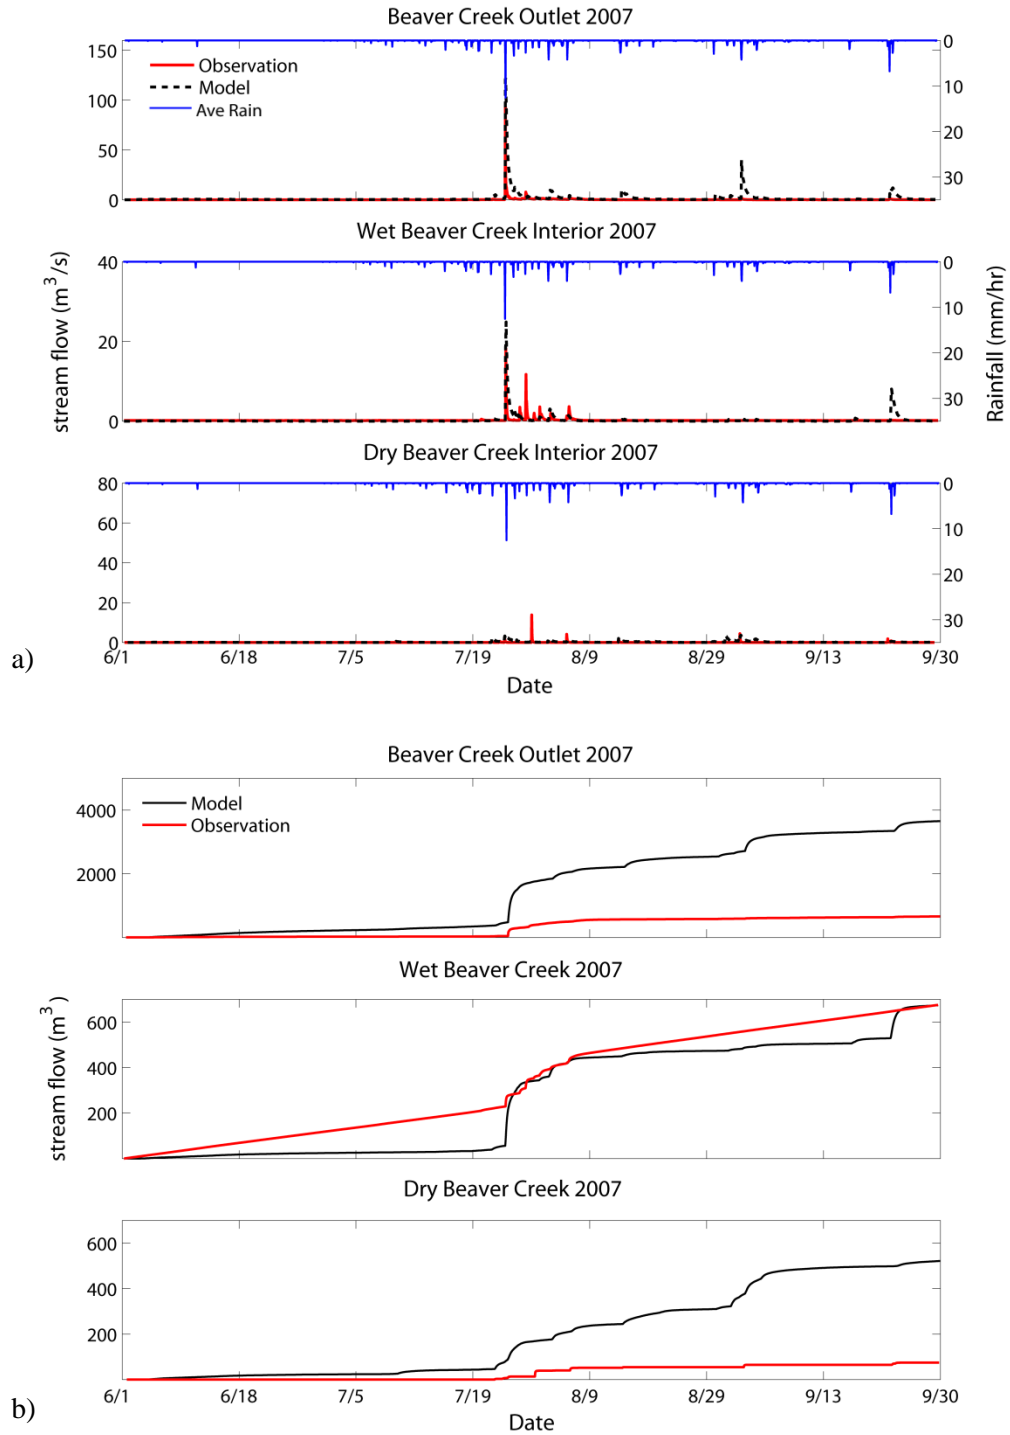 Beaver Creek Outlet 2007
150
100
50
0
Observation
Model
Ave Rain
0
10
20
30
Wet Beaver Creek Interior 2007
40
20
0
0
10
20
30
stream flow (m³/s)
Rainfall (mm/hr)
Dry Beaver Creek Interior 2007
80
60
40
20
0
0
10
20
30
6/1 6/18 7/5 7/19 8/9 8/29 9/13 9/30
Date
a)
Beaver Creek Outlet 2007
4000
2000
Model
Observation
Wet Beaver Creek 2007
600
400
200
stream flow (m³)
Dry Beaver Creek 2007
600
400
200
6/1 6/18 7/5 7/19 8/9 8/29 9/13 9/30
Date
b)